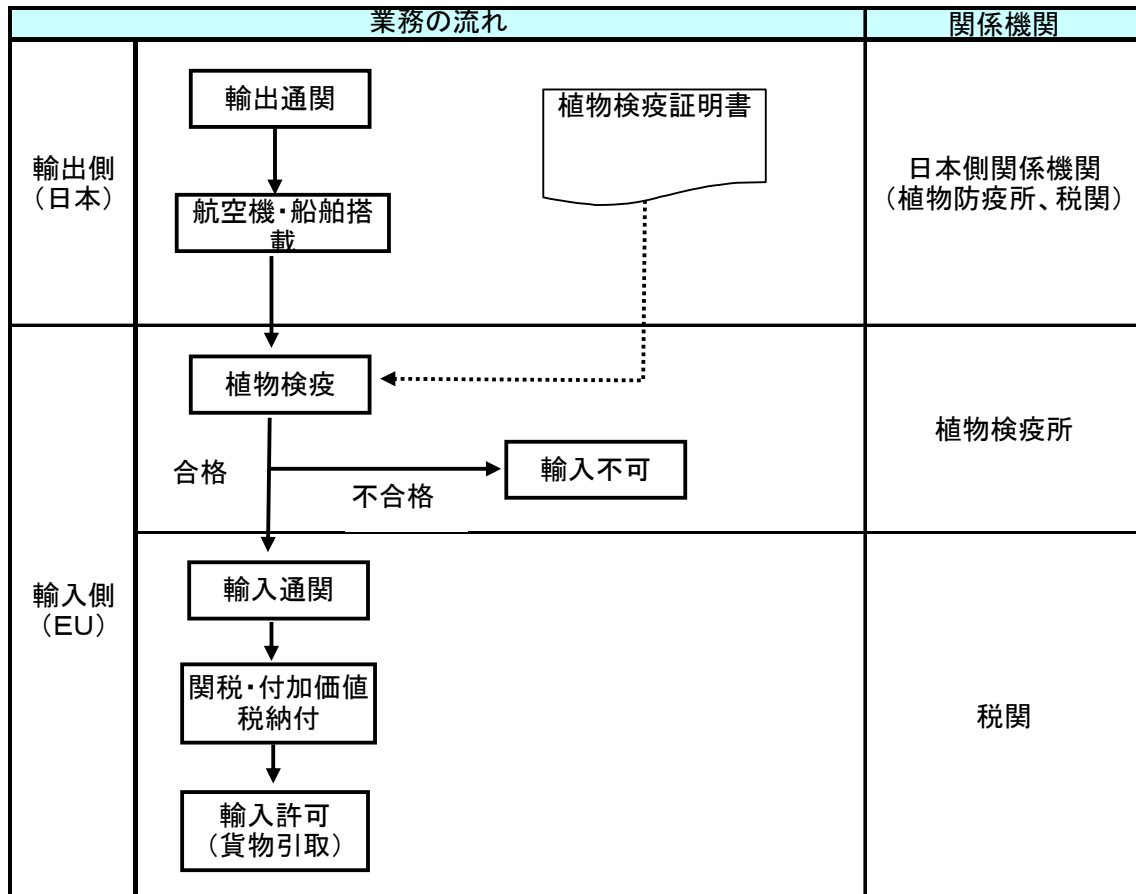 業務の流れ
関係機関
輸出側
（日本）
輸出通関
植物検疫証明書
航空機・船舶搭
載
日本側関係機関
（植物防疫所、税関）
輸入側
（EU）
植物検疫
合格
不合格
輸入不可
植物検疫所
輸入通関
関税・付加価値
税納付
輸入許可
（貨物引取）
税関